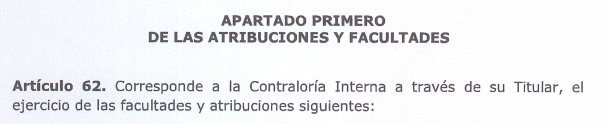 APARTADO PRIMERO
DE LAS ATRIBUCIONES Y FACULTADES
Artículo 62. Corresponde a la Contraloría Interna a través de su Titular, el
ejercicio de las facultades y atribuciones siguientes: